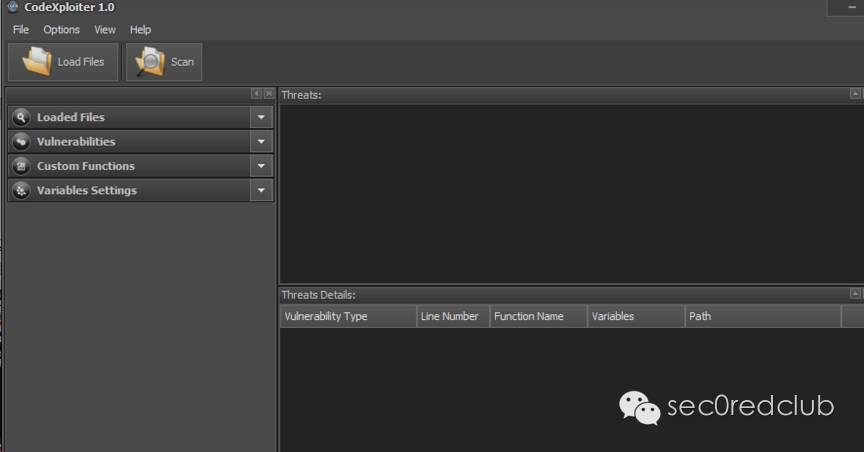 CodeXploiter 1.0
File Options View Help
Load Files Scan
Loaded Files
Vulnerabilities
Custom Functions
Variables Settings
Threats:
Threats Details:
Vulnerability Type Line Number Function Name Variables Path
sec0redclub